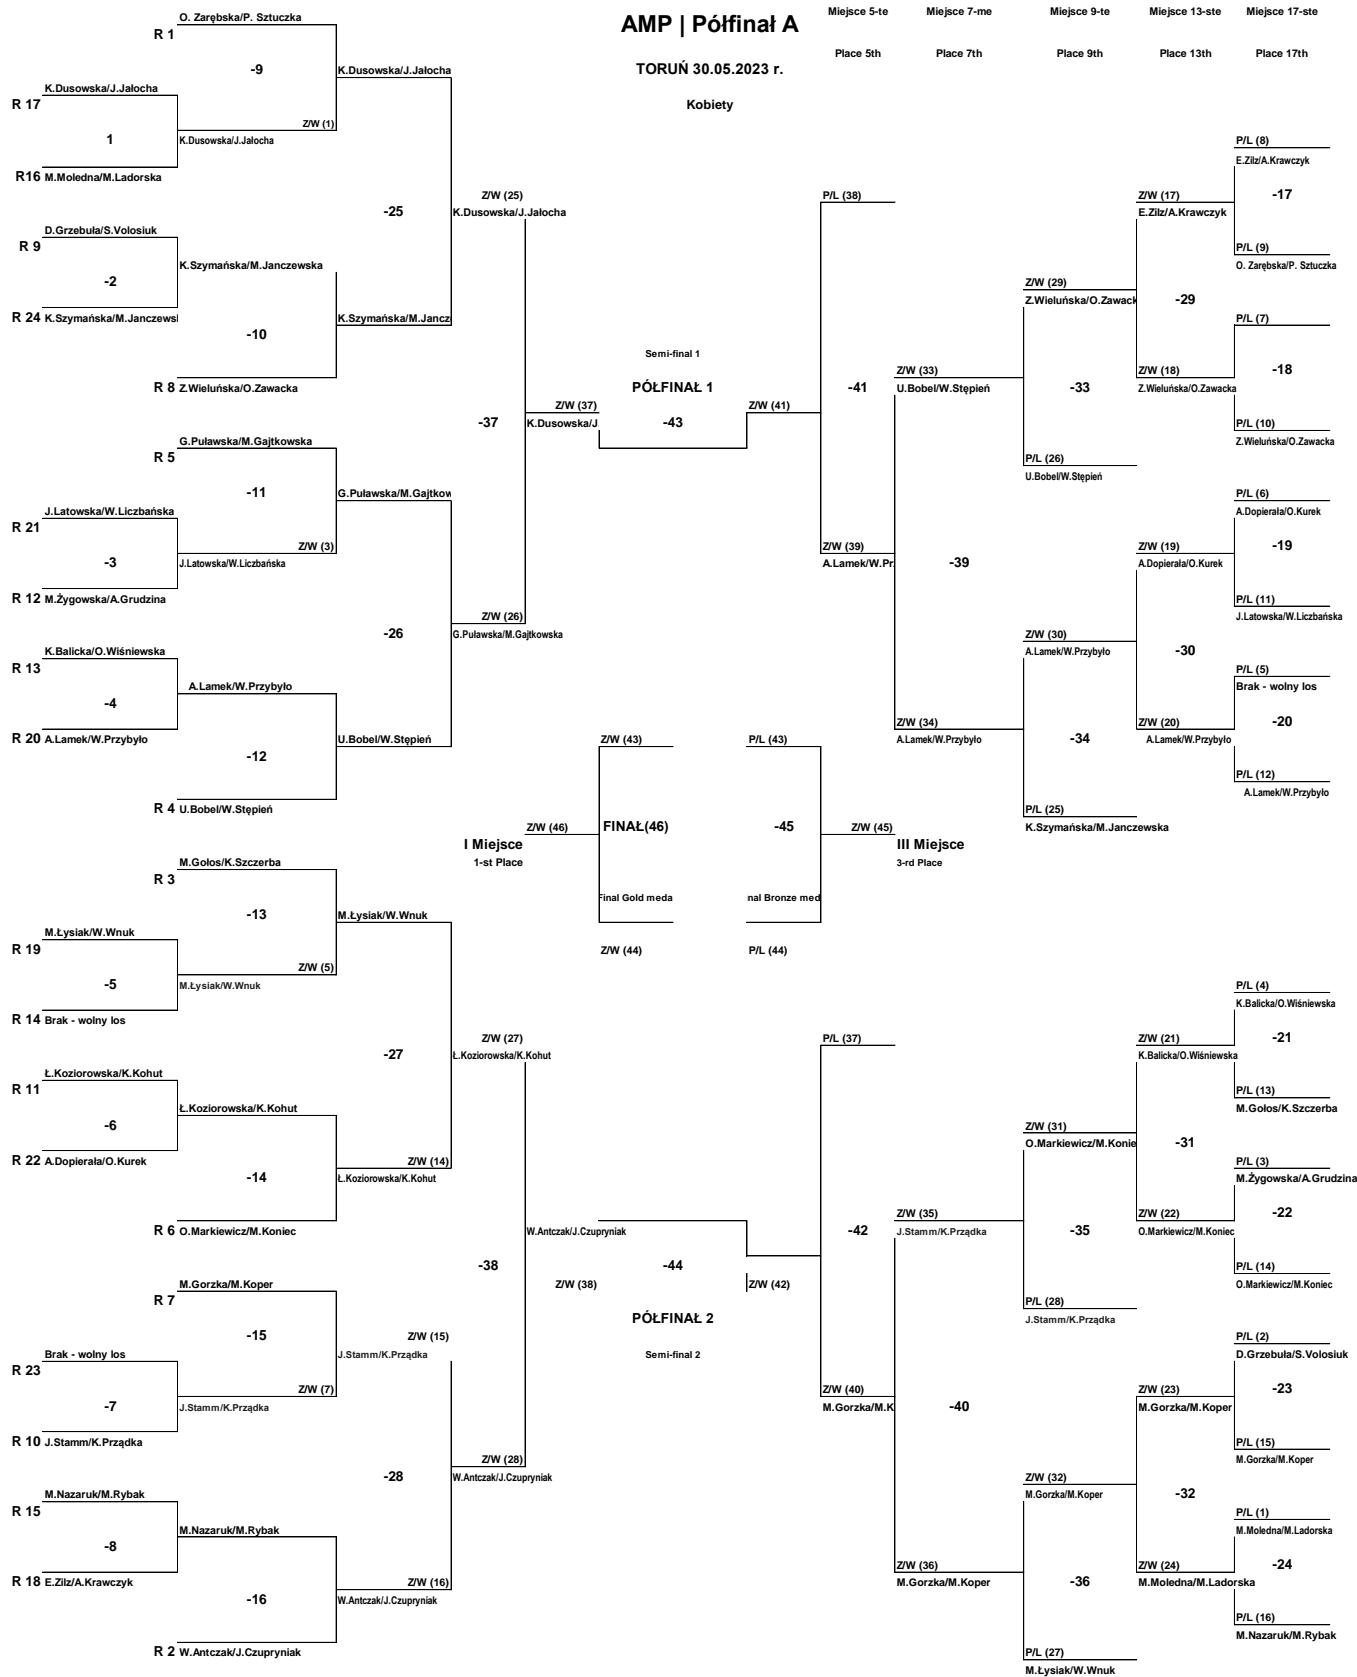 AMP | Półfinał A
TORUŃ 30.05.2023 r.
Kobiety
Miejsce 5-te
Miejsce 7-me
Miejsce 9-te
Miejsce 13-ste
Miejsce 17-ste
Place 5th
Place 7th
Place 9th
Place 13th
Place 17th
O. Zarębska/P. Sztuczka
R 1
-9
K.Dusowska/J.Jałocha
K.Dusowska/J.Jałocha
R 17
Z/W (1)
1
K.Dusowska/J.Jałocha
R16 M.Moledna/M.Ladorska
Z/W (25)
-25
K.Dusowska/J.Jałocha
D.Grzebuła/S.Volosiuk
R 9
K.Szymańska/M.Janczewska
-2
R 24 K.Szymańska/M.Janczews
K.Szymańska/M.Jancz
-10
R 8 Z.Wieluńska/O.Zawacka
Z/W (37)
-37
K.Dusowska/J.
G.Puławska/M.Gajtkowska
R 5
-11
G.Puławska/M.Gajtkow
J.Latowska/W.Liczbańska
R 21
Z/W (3)
-3
J.Latowska/W.Liczbańska
R 12 M.Żygowska/A.Grudzina
Z/W (26)
-26
G.Puławska/M.Gajtkowska
K.Balicka/O.Wiśniewska
R 13
A.Lamek/W.Przybyło
-4
R 20 A.Lamek/W.Przybyło
U.Bobel/W.Stępień
-12
R 4 U.Bobel/W.Stępień
Semi-final 1
PÓŁFINAŁ 1
-43
Z/W (41)
Z/W (43)
P/L (43)
Z/W (46)
FINAŁ(46)
-45
Z/W (45)
I Miejsce
1-st Place
III Miejsce
3-rd Place
Final Gold meda
nal Bronze med
Z/W (44)
P/L (44)
M.Gołos/K.Szczerba
R 3
-13
M.Łysiak/W.Wnuk
M.Łysiak/W.Wnuk
R 19
Z/W (5)
-5
M.Łysiak/W.Wnuk
R 14 Brak - wolny los
Z/W (27)
-27
Ł.Koziorowska/K.Kohut
Ł.Koziorowska/K.Kohut
R 11
Ł.Koziorowska/K.Kohut
-6
R 22 A.Dopierała/O.Kurek
Z/W (14)
-14
Ł.Koziorowska/K.Kohut
R 6 O.Markiewicz/M.Koniec
W.Antczak/J.Czupryniak
-38
Z/W (38)
-44
Z/W (42)
PÓŁFINAŁ 2
Semi-final 2
M.Gorzka/M.Koper
R 7
-15
Z/W (15)
J.Stamm/K.Prządka
Brak - wolny los
R 23
Z/W (7)
-7
J.Stamm/K.Prządka
R 10 J.Stamm/K.Prządka
Z/W (28)
-28
W.Antczak/J.Czupryniak
M.Nazaruk/M.Rybak
R 15
M.Nazaruk/M.Rybak
-8
R 18 E.Zilz/A.Krawczyk
Z/W (16)
-16
W.Antczak/J.Czupryniak
R 2 W.Antczak/J.Czupryniak
P/L (8)
E.Zilz/A.Krawczyk
P/L (38)
Z/W (17)
-17
E.Zilz/A.Krawczyk
P/L (9)
O. Zarębska/P. Sztuczka
Z/W (29)
-29
Z.Wieluńska/O.Zawack
P/L (7)
Z/W (33)
Z/W (18)
-18
-41
U.Bobel/W.Stępień
-33
Z.Wieluńska/O.Zawacka
P/L (10)
Z.Wieluńska/O.Zawacka
P/L (26)
U.Bobel/W.Stępień
P/L (6)
A.Dopierała/O.Kurek
Z/W (39)
Z/W (19)
-19
A.Lamek/W.Pr
-39
A.Dopierała/O.Kurek
P/L (11)
J.Latowska/W.Liczbańska
Z/W (30)
-30
A.Lamek/W.Przybyło
P/L (5)
Brak - wolny los
Z/W (34)
Z/W (20)
-20
A.Lamek/W.Przybyło
-34
A.Lamek/W.Przybyło
P/L (12)
A.Lamek/W.Przybyło
P/L (25)
K.Szymańska/M.Janczewska
P/L (4)
K.Balicka/O.Wiśniewska
P/L (37)
Z/W (21)
-21
K.Balicka/O.Wiśniewska
P/L (13)
M.Gołos/K.Szczerba
Z/W (31)
-31
O.Markiewicz/M.Konie
P/L (3)
M.Żygowska/A.Grudzina
Z/W (35)
Z/W (22)
-22
-42
J.Stamm/K.Prządka
-35
O.Markiewicz/M.Koniec
P/L (14)
O.Markiewicz/M.Koniec
P/L (28)
J.Stamm/K.Prządka
P/L (2)
D.Grzebuła/S.Volosiuk
Z/W (40)
Z/W (23)
-23
M.Gorzka/M.K
-40
M.Gorzka/M.Koper
P/L (15)
M.Gorzka/M.Koper
Z/W (32)
-32
M.Gorzka/M.Koper
P/L (1)
M.Moledna/M.Ladorska
Z/W (36)
Z/W (24)
-24
M.Gorzka/M.Koper
-36
M.Moledna/M.Ladorska
P/L (16)
M.Nazaruk/M.Rybak
P/L (27)
M.Łysiak/W.Wnuk